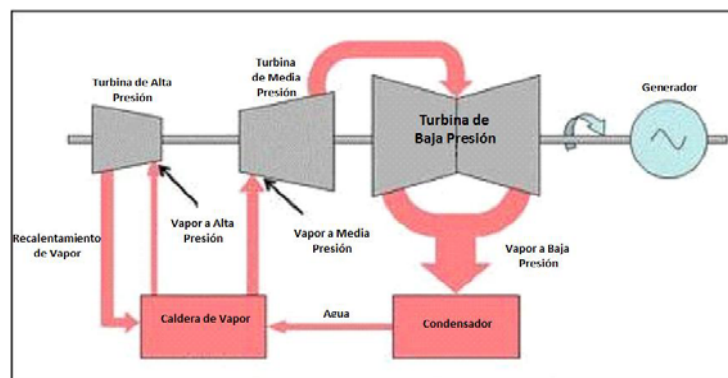 Turbina de Alta
Presión
Turbina
de Media
Presión
Turbina de
Baja Presión
Generador
Recalentamiento
de Vapor
Vapor a Alta
Presión
Vapor a Media
Presión
Vapor a Baja
Presión
Caldera de Vapor
Agua
Condensador